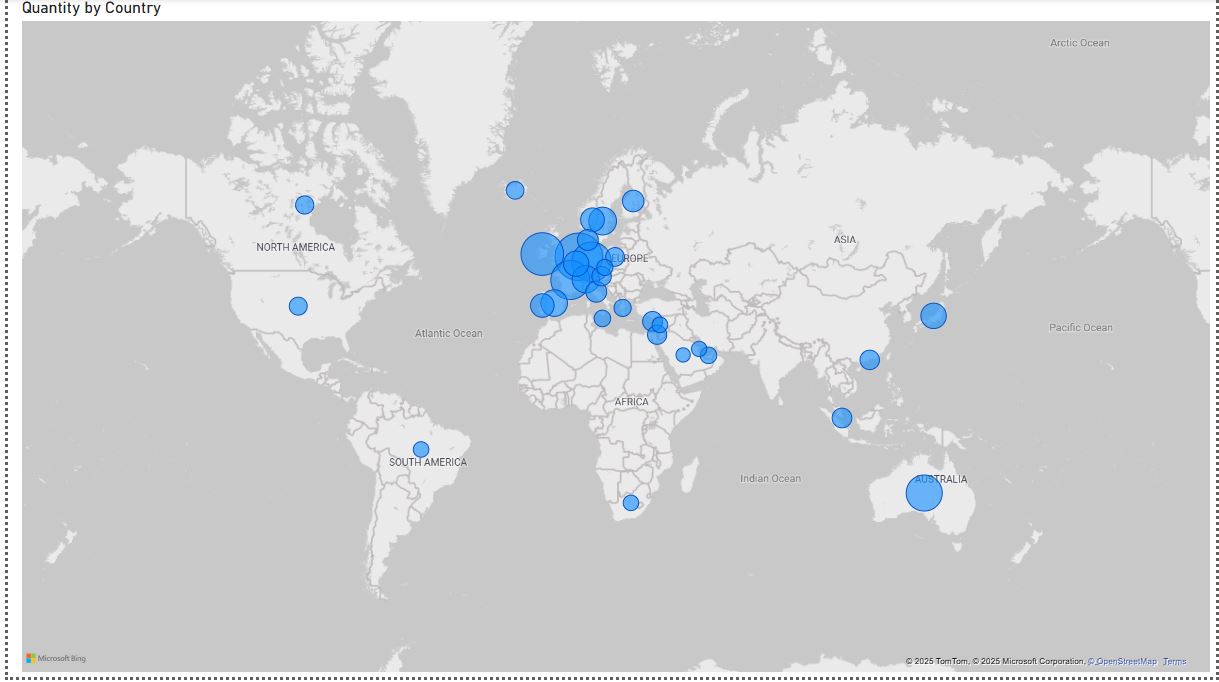 Quantity by Country
Arctic Ocean
NORTH AMERICA
ASIA
EUROPE
Atlantic Ocean
Pacific Ocean
AFRICA
SOUTH AMERICA
Indian Ocean
AUSTRALIA
Microsoft Bing
© 2025 TomTom, © 2025 Microsoft Corporation, © OpenStreetMap Terms